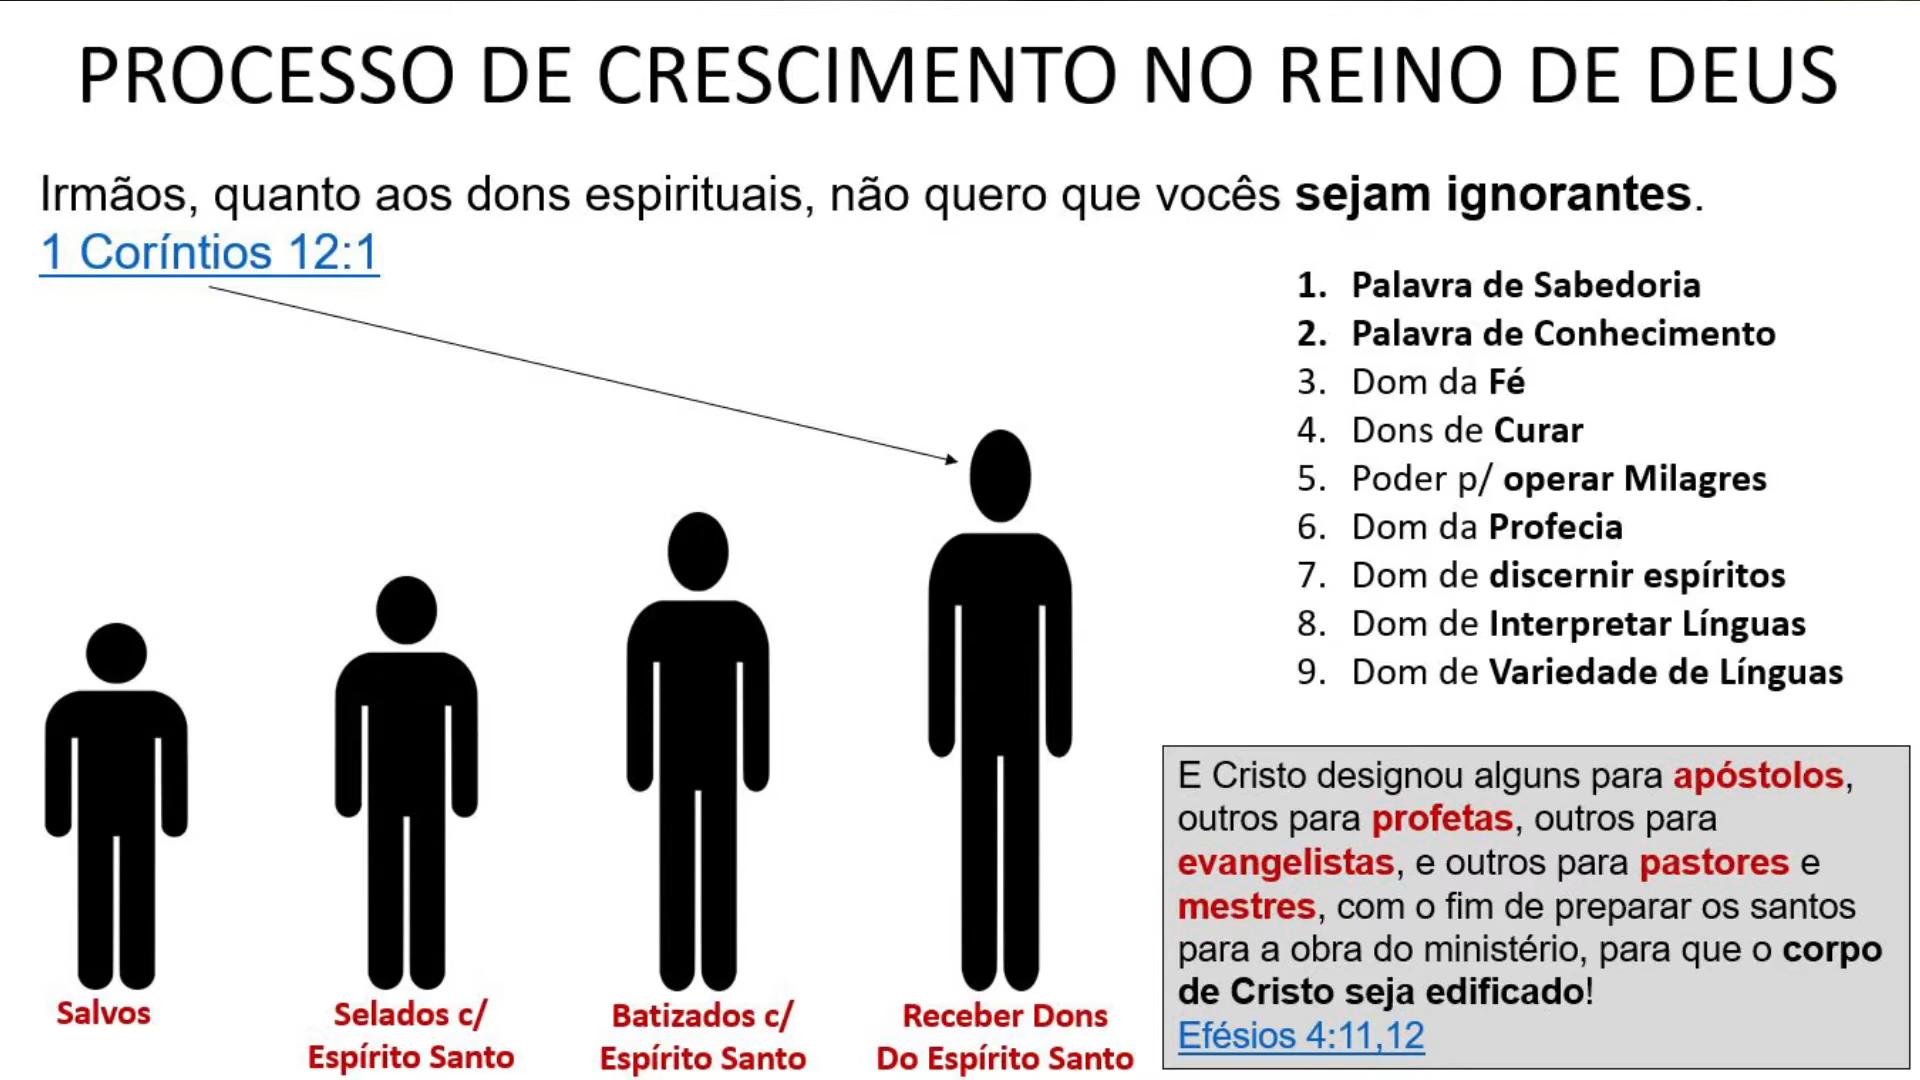 PROCESSO DE CRESCIMENTO NO REINO DE DEUS
Irmãos, quanto aos dons espirituais, não quero que vocês sejam ignorantes.
1 Coríntios 12:1
1. Palavra de Sabedoria
2. Palavra de Conhecimento
3. Dom da Fé
4. Dons de Curar
5. Poder p/ operar Milagres
6. Dom da Profecia
7. Dom de discernir espíritos
8. Dom de Interpretar Línguas
9. Dom de Variedade de Línguas
Salvos
Selados c/
Espírito Santo
Batizados c/
Espírito Santo
Receber Dons
Do Espírito Santo
E Cristo designou alguns para apóstolos,
outros para profetas, outros para
evangelistas, e outros para pastores e
mestres, com o fim de preparar os santos
para a obra do ministério, para que o corpo
de Cristo seja edificado!
Efésios 4:11,12